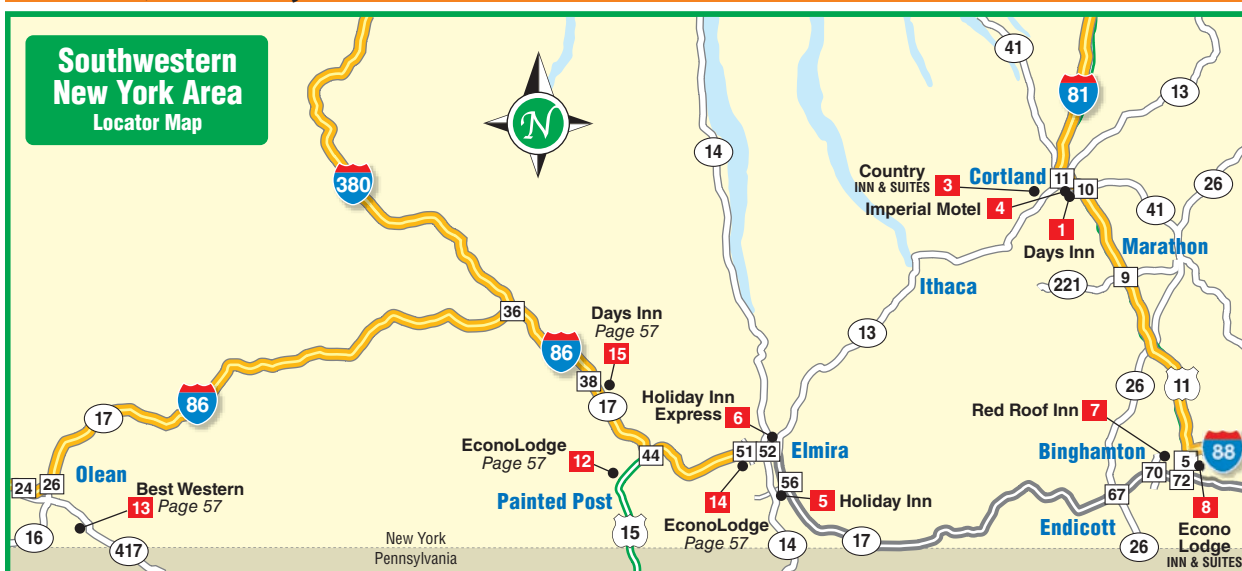 Southwestern
New York Area
Locator Map
N
380
41
81
13
14
Country
INN & SUITES
3
Cortland
11
10
26
Imperial Motel
4
41
1
Days Inn
Marathon
221
9
Ithaca
36
Days Inn
Page 57
15
86
13
38
17
86
17
Holiday Inn
Express
6
26
11
Red Roof Inn
7
EconoLodge
Page 57
12
44
51
52
Elmira
Binghamton
88
5
70
72
Olean
24
26
Best Western
13
Page 57
Painted Post
14
EconoLodge
Page 57
56
5
Holiday Inn
67
Endicott
8
Econo
Lodge
INN & SUITES
16
417
15
14
17
26
New York
Pennsylvania